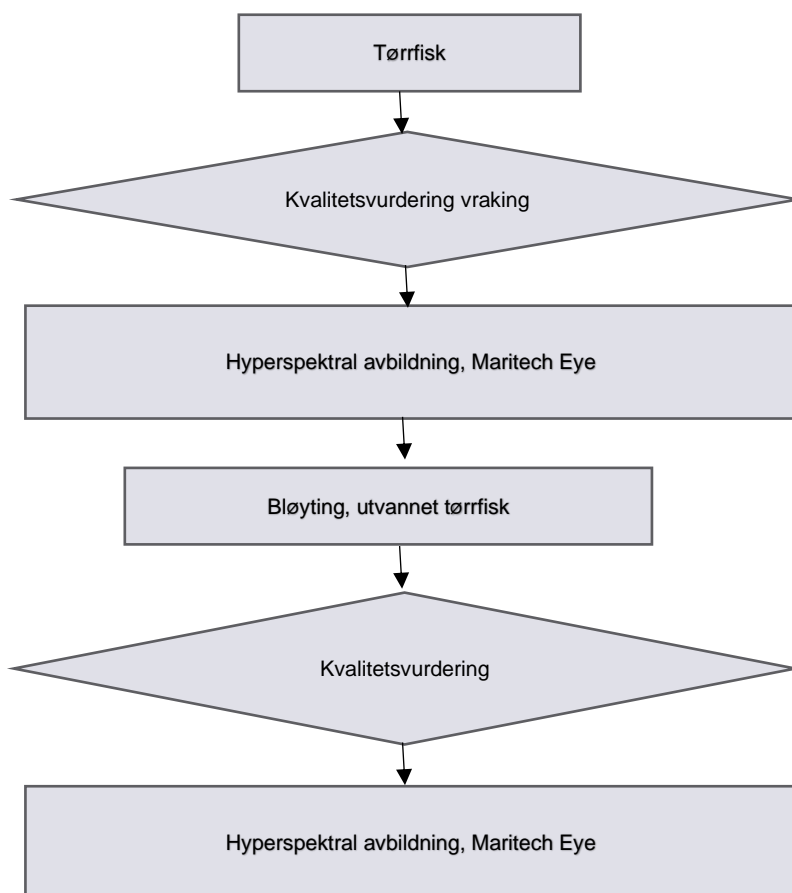 Tørrfisk
Kvalitetsvurdering vraking
Hyperspektral avbildning, Maritech Eye
Bløyting, utvannet tørrfisk
Kvalitetsvurdering
Hyperspektral avbildning, Maritech Eye